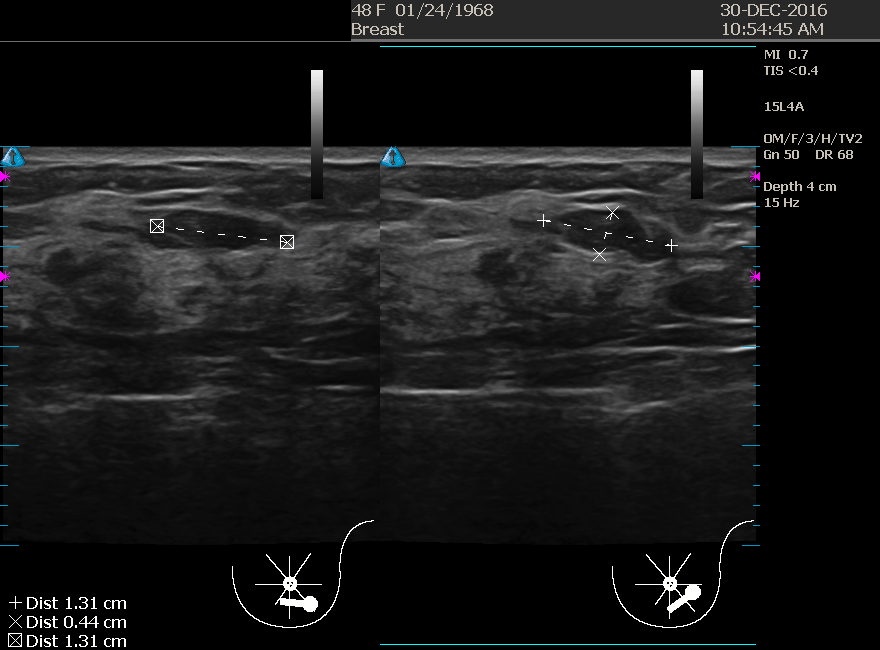 48 F 01/24/1968
30-DEC-2016
Breast
10:54:45 AM
MI 0.7
TIS <0.4
15L4A
OM/F/3/H/TV2
Gn 50 DR 68
Depth 4 cm
15 Hz
Dist 1.31 cm
Dist 0.44 cm
Dist 1.31 cm